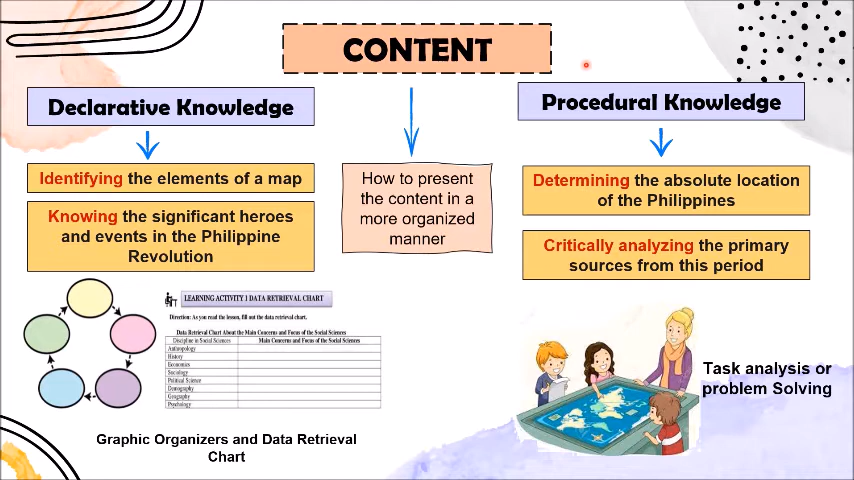 CONTENT
Declarative Knowledge
Identifying the elements of a map
Knowing the significant heroes
and events in the Philippine
Revolution
How to present
the content in a
more organized
manner
Procedural Knowledge
Determining the absolute location
of the Philippines
Critically analyzing the primary
sources from this period
LEARNING ACTIVITY 1 DATA RETRIEVAL CHART
Direction: As you read the lesson, fill out the data retrieval chart.
Data Retrieval Chart About the Main Concerns and Focus of the Social Sciences
Discipline in Social Sciences Main Concerns and Focus of the Social Sciences
Anthropology
History
Economics
Sociology
Political Science
Demography
Geography
Psychology
Graphic Organizers and Data Retrieval
Chart
Task analysis or
problem Solving